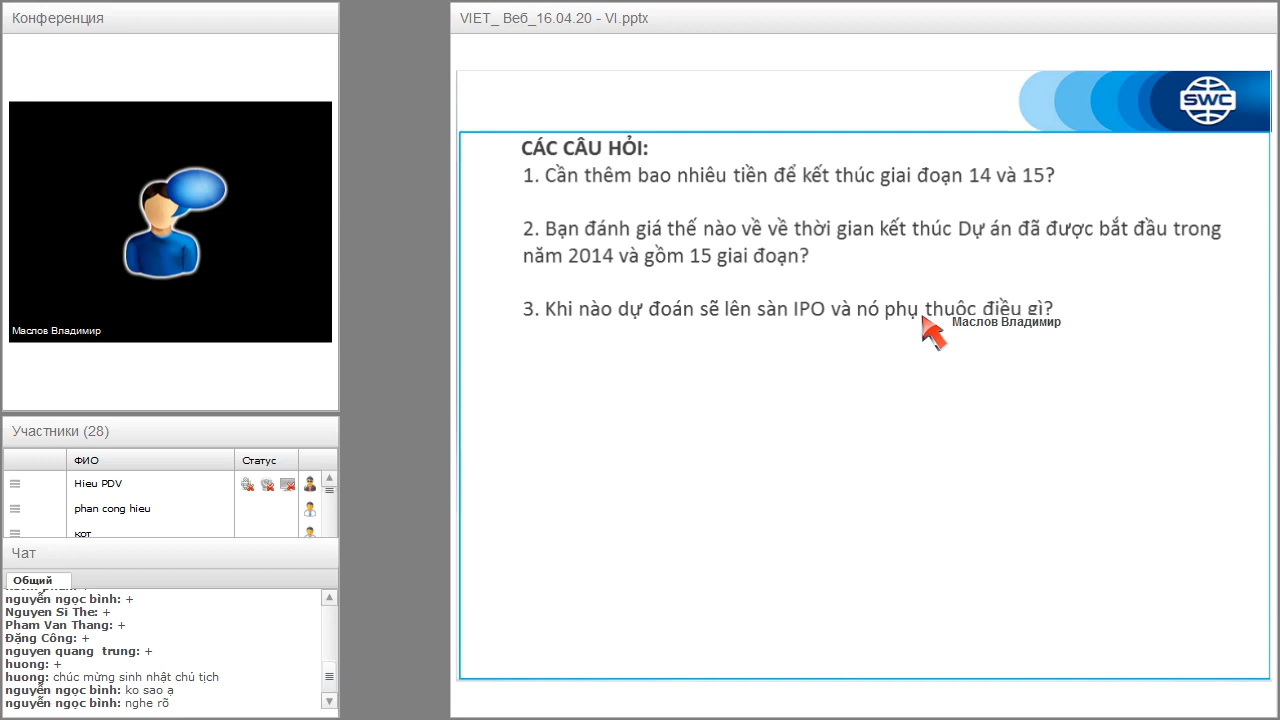 Конференция
Маслов Владимир
Участники (28)
ФИО
Статус
Hieu PDV
phan cong hieu
кот
Чат
Общий
nguyễn ngọc bình: +
Nguyen Si The: +
Pham Van Thang: +
Đặng Công: +
nguyen quang trung: +
huong: +
huong: chúc mừng sinh nhật chủ tịch
nguyễn ngọc bình: ko sao ạ
nguyễn ngọc bình: nghe rõ
VIET_ Веб_16.04.20 - VI.pptx
SWC
CÁC CÂU HỎI:
1. Cần thêm bao nhiêu tiền để kết thúc giai đoạn 14 và 15?
2. Bạn đánh giá thế nào về về thời gian kết thúc Dự án đã được bắt đầu trong
năm 2014 và gồm 15 giai đoạn?
3. Khi nào dự đoán sẽ lên sàn IPO và nó phụ thuộc điều gì?
Маслов Владимир